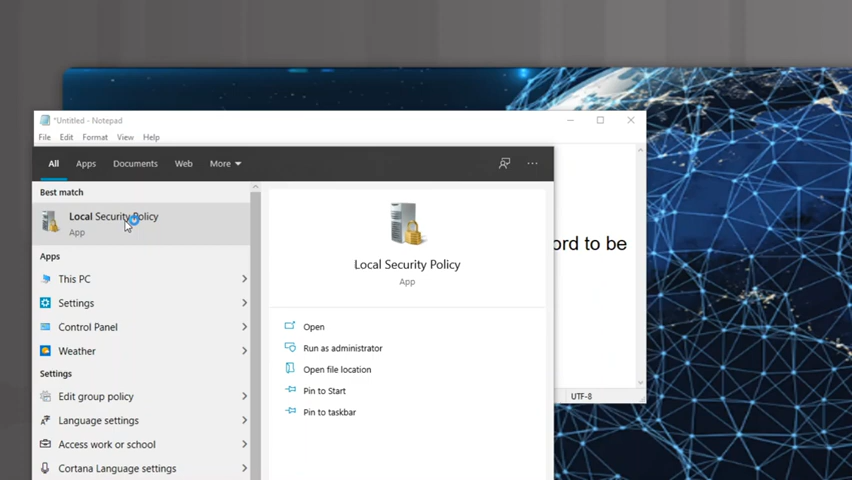 *Untitled - Notepad
File Edit Format View Help
All Apps Documents Web More
Best match
Local Security Policy
App
Apps
This PC
Settings
Control Panel
Weather
Settings
Edit group policy
Language settings
Access work or school
Cortana Language settings
Local Security Policy
App
Open
Run as administrator
Open file location
Pin to Start
Pin to taskbar
to be
UTF-8